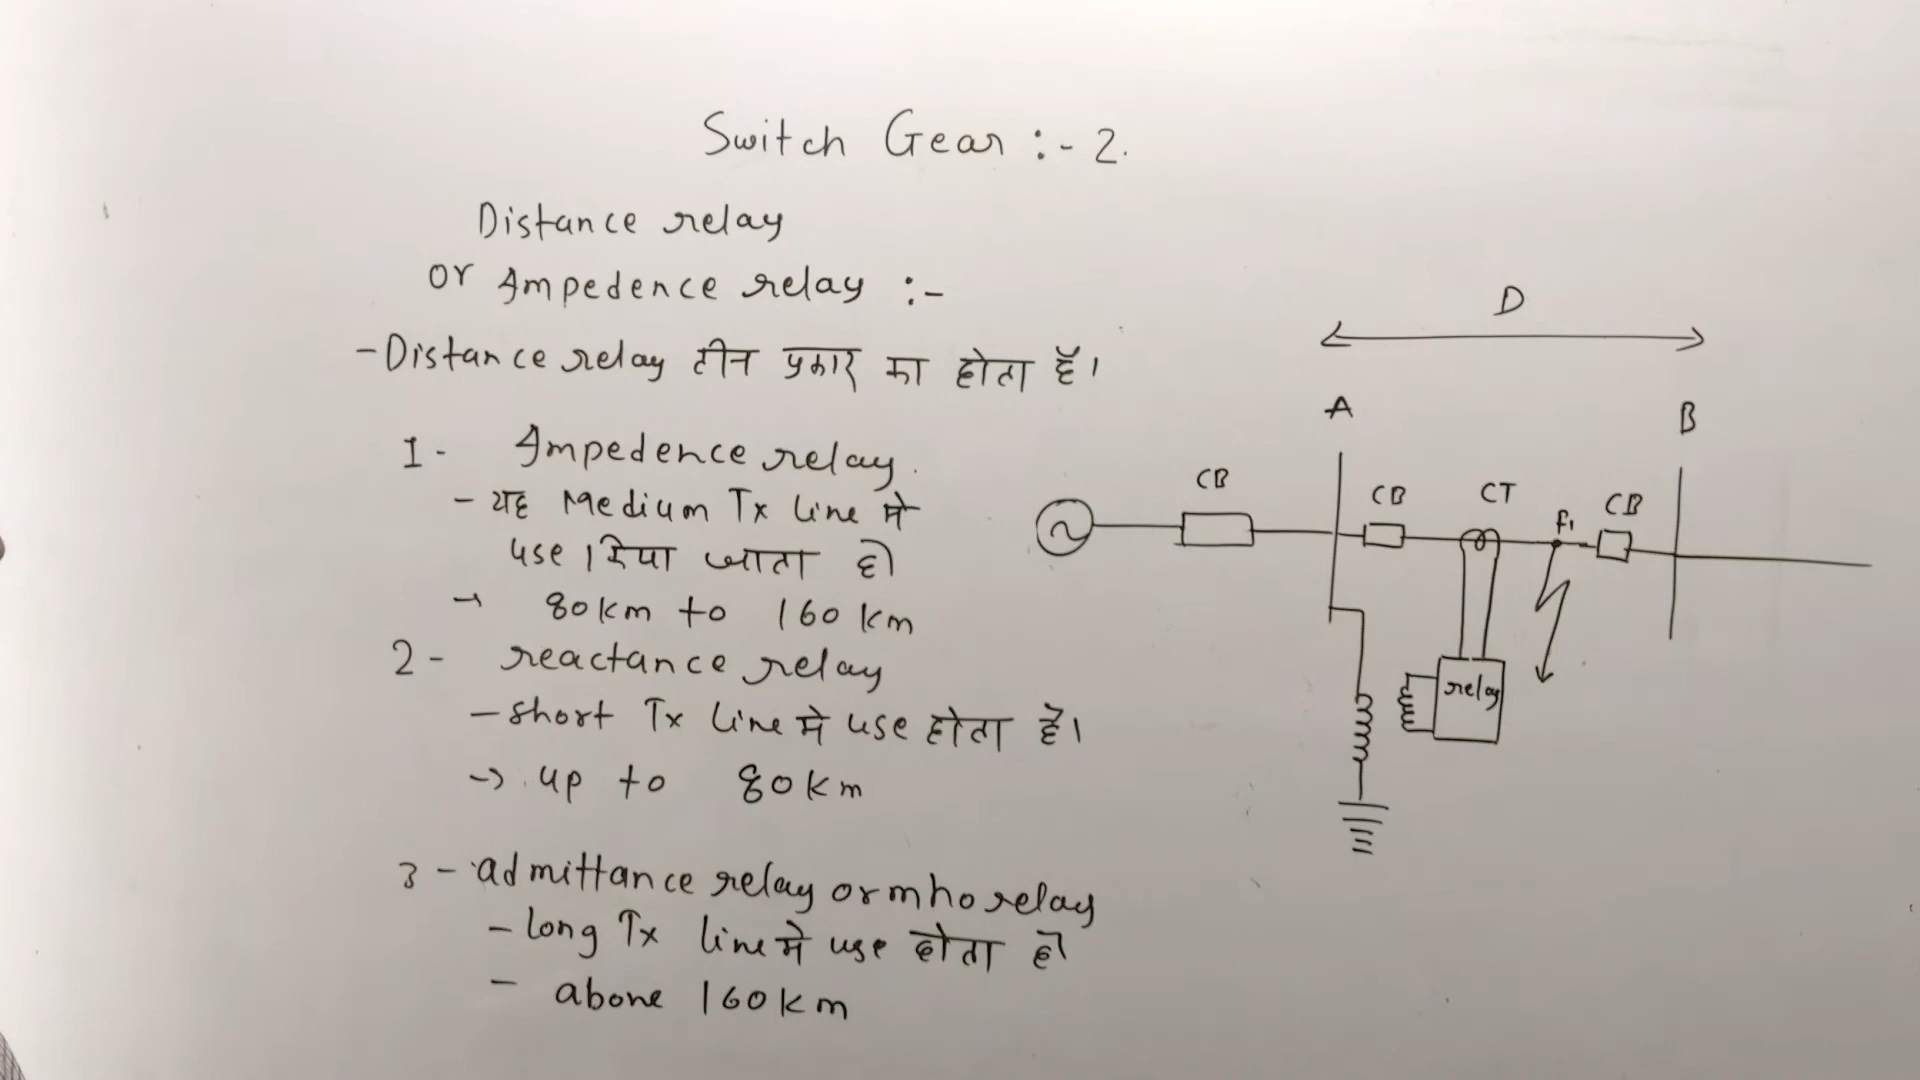 Switch Gear :- 2.
Distance relay
or Impedence relay :-
- Distance relay तीन प्रकार का होता है।
1 - Impedence relay.
- यह Medium Tx line में
use किया जाता है
→ 80 km to 160 km
2 - reactance relay
- short Tx line में use होता है।
→ up to 80 km
3 - admittance relay or mho relay
- long Tx line में use होता है
- above 160 km
D
A
B
CB
CB
CT
F1
CB
relay